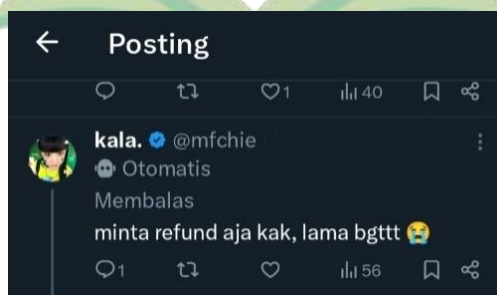 Posting
1 40
kala. @mfchie
Otomatis
Membalas
minta refund aja kak, lama bgttt 😭
1 56